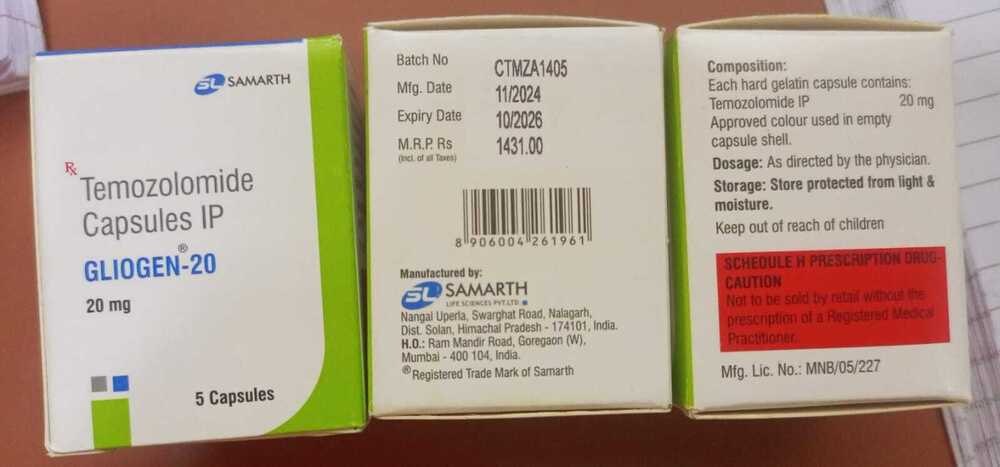 SL SAMARTH
Rx Temozolomide
Capsules IP
GLIOGEN®-20
20 mg
5 Capsules
Batch No CTMZA1405
Mfg. Date 11/2024
Expiry Date 10/2026
M.R.P. Rs 1431.00
(Incl. of all Taxes)
8 906004 261961
Manufactured by:
SL SAMARTH
LIFE SCIENCES PVT.LTD.
Nangal Uperla, Swarghat Road, Nalagarh,
Dist. Solan, Himachal Pradesh - 174101, India.
H.O.: Ram Mandir Road, Goregaon (W),
Mumbai - 400 104, India.
® Registered Trade Mark of Samarth
Composition:
Each hard gelatin capsule contains:
Temozolomide IP 20 mg
Approved colour used in empty
capsule shell.
Dosage: As directed by the physician.
Storage: Store protected from light &
moisture.
Keep out of reach of children
SCHEDULE H PRESCRIPTION DRUG-
CAUTION
Not to be sold by retail without the
prescription of a Registered Medical
Practitioner.
Mfg. Lic. No.: MNB/05/227